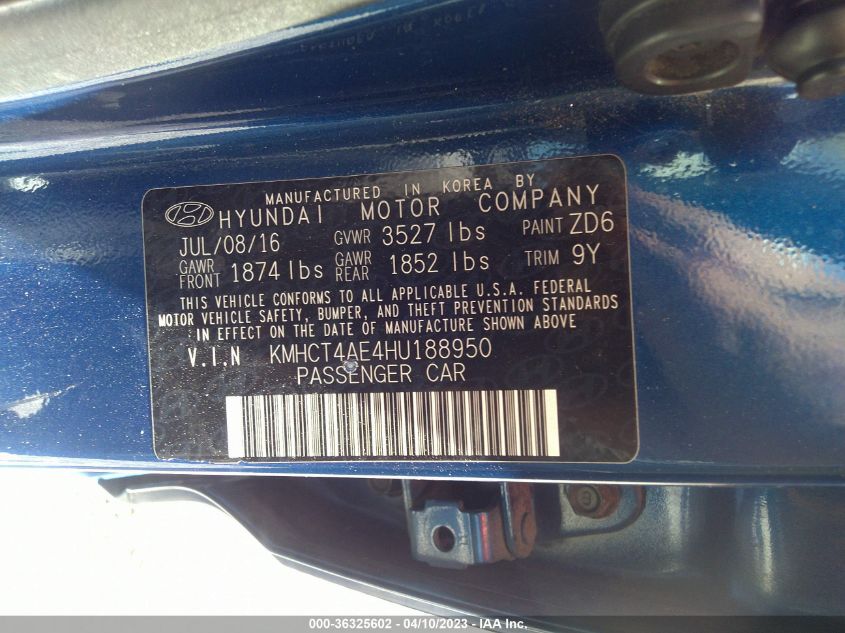 MANUFACTURED IN KOREA BY
HYUNDAI MOTOR COMPANY
JUL/08/16 GVWR 3527 lbs PAINT ZD6
GAWR FRONT 1874 lbs GAWR REAR 1852 lbs TRIM 9Y
THIS VEHICLE CONFORMS TO ALL APPLICABLE U.S.A. FEDERAL
MOTOR VEHICLE SAFETY, BUMPER, AND THEFT PREVENTION STANDARDS
IN EFFECT ON THE DATE OF MANUFACTURE SHOWN ABOVE
V.I.N KMHCT4AE4HU188950
PASSENGER CAR
000-36325602 - 04/10/2023 - IAA Inc.